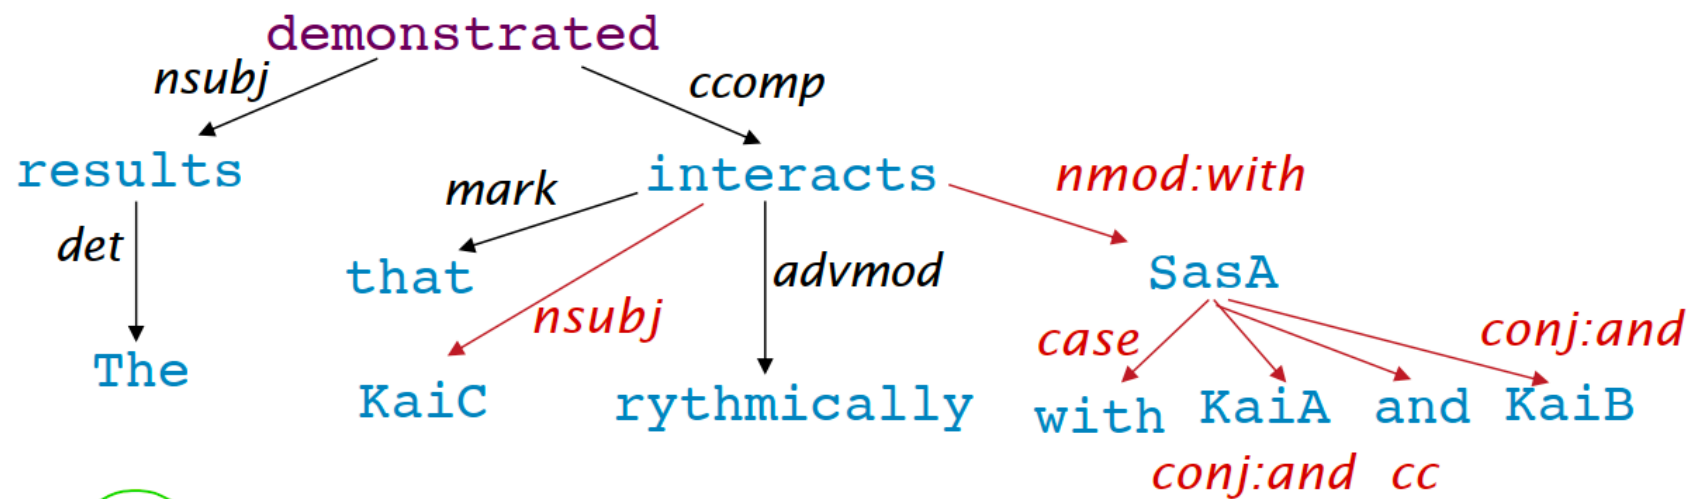 demonstrated
nsubj ccomp
results mark interacts nmod:with
det that nsubj advmod SasA
The KaiC rythmically case conj:and
with KaiA and KaiB
conj:and cc